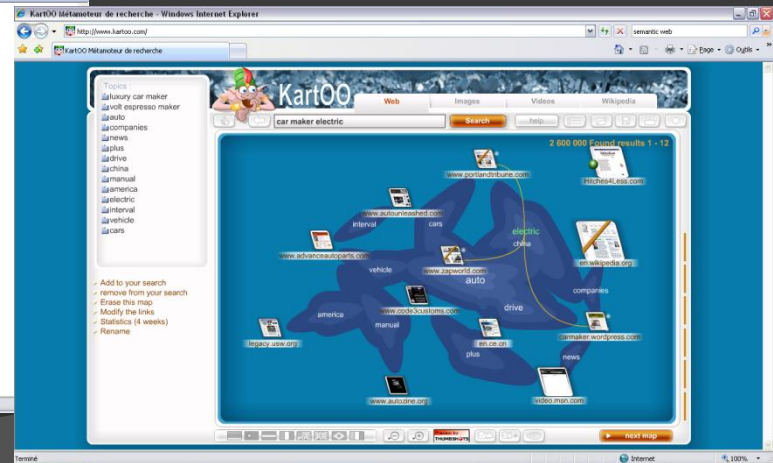 KartOO Métamoteur de recherche - Windows Internet Explorer
http://www.kartoo.com/
semantic web
KartOO Métamoteur de recherche
Page
Outils
Topics
luxury car maker
volt espresso maker
auto
companies
news
plus
drive
china
manual
america
electric
interval
vehicle
cars
Add to your search
remove from your search
Erase this map
Modify the links
Statistics (4 weeks)
Rename
KartOO
Web
Images
Videos
Wikipedia
car maker electric
Search
help
2 600 000 Found results 1 - 12
www.portlandtribune.com
Hitches4Less.com
www.autounleashed.com
interval
cars
electric
china
www.advanceautoparts.com
en.wikipedia.org
vehicle
www.zapworld.com
auto
companies
www.code3customs.com
drive
america
manual
carmaker.wordpress.com
legacy.usw.org
en.ce.cn
plus
news
www.autozine.org
video.msn.com
THUMBSHOTS
next map
Terminé
Internet
100%